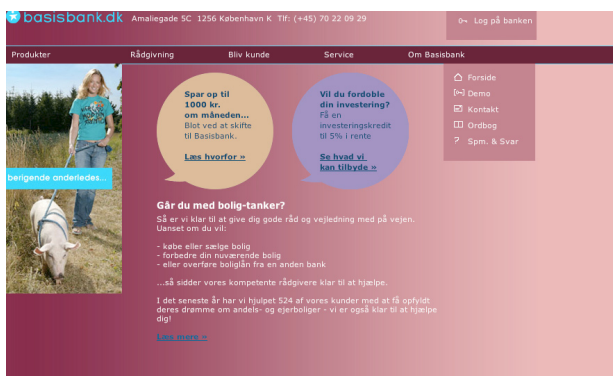 basisbank.dk Amaliegade 5C 1256 København K Tlf: (+45) 70 22 09 29
Log på banken
Produkter Rådgivning Bliv kunde Service Om Basisbank
Spar op til
1000 kr.
om måneden...
Blot ved at skifte
til Basisbank.
Læs hvorfor »
Vil du fordoble
din investering?
Få en
investeringskredit
til 5% i rente
Se hvad vi
kan tilbyde »
Forside
Demo
Kontakt
Ordbog
Spm. & Svar
berigende anderledes...
Går du med bolig-tanker?
Så er vi klar til at give dig gode råd og vejledning med på vejen.
Uanset om du vil:
- købe eller sælge bolig
- forbedre din nuværende bolig
- eller overføre boliglån fra en anden bank
...så sidder vores kompetente rådgivere klar til at hjælpe.
I det seneste år har vi hjulpet 524 af vores kunder med at få opfyldt
deres drømme om andels- og ejerboliger - vi er også klar til at hjælpe
dig!
Læs mere »